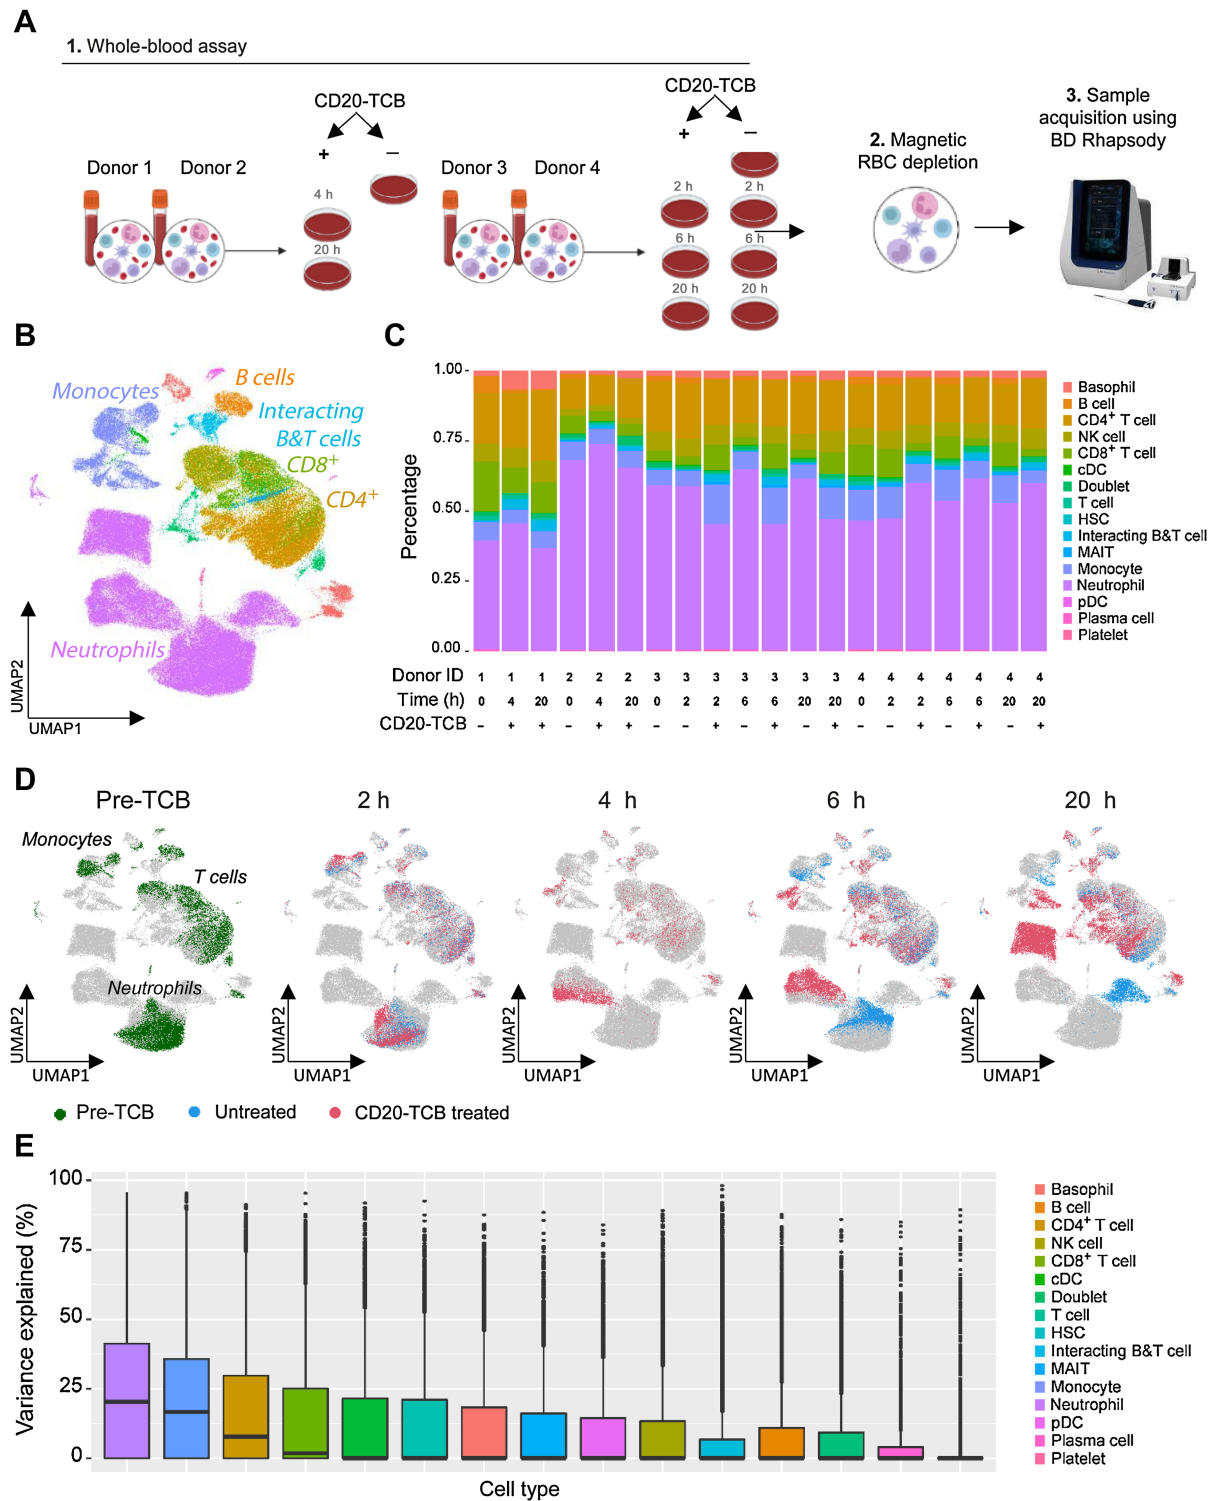 A
1. Whole-blood assay
CD20-TCB
+ –
Donor 1 Donor 2
4 h
20 h
Donor 3 Donor 4
CD20-TCB
+ –
2 h 2 h
6 h 6 h
20 h 20 h
2. Magnetic
RBC depletion
3. Sample
acquisition using
BD Rhapsody
B
Monocytes
B cells
Interacting
B&T cells
CD8+
CD4+
Neutrophils
UMAP2
UMAP1
C
Percentage
1.00
0.75
0.50
0.25
0.00
Donor ID 1 1 1 2 2 2 3 3 3 3 3 3 3 4 4 4 4 4 4 4
Time (h) 0 4 20 0 4 20 0 2 2 6 6 20 20 0 2 2 6 6 20 20
CD20-TCB – + + – + + – – + – + – + – – + – + – +
Basophil
B cell
CD4+ T cell
NK cell
CD8+ T cell
cDC
Doublet
T cell
HSC
Interacting B&T cell
MAIT
Monocyte
Neutrophil
pDC
Plasma cell
Platelet
D
Pre-TCB 2 h 4 h 6 h 20 h
Monocytes
T cells
Neutrophils
UMAP2 UMAP2 UMAP2 UMAP2 UMAP2
UMAP1 UMAP1 UMAP1 UMAP1 UMAP1
Pre-TCB Untreated CD20-TCB treated
E
Variance explained (%)
100
75
50
25
0
Cell type
Basophil
B cell
CD4+ T cell
NK cell
CD8+ T cell
cDC
Doublet
T cell
HSC
Interacting B&T cell
MAIT
Monocyte
Neutrophil
pDC
Plasma cell
Platelet